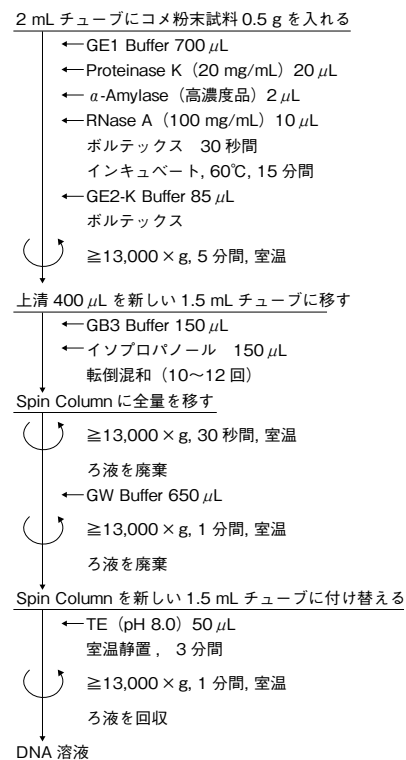 2 mL チューブにコメ粉末試料 0.5 g を入れる
GE1 Buffer 700 μL
Proteinase K（20 mg/mL）20 μL
α-Amylase（高濃度品）2 μL
RNase A（100 mg/mL）10 μL
ボルテックス　30 秒間
インキュベート, 60℃, 15 分間
GE2-K Buffer 85 μL
ボルテックス
≧13,000 × g, 5 分間, 室温
上清 400 μL を新しい 1.5 mL チューブに移す
GB3 Buffer 150 μL
イソプロパノール　150 μL
転倒混和（10～12 回）
Spin Column に全量を移す
≧13,000 × g, 30 秒間, 室温
ろ液を廃棄
GW Buffer 650 μL
≧13,000 × g, 1 分間, 室温
ろ液を廃棄
Spin Column を新しい 1.5 mL チューブに付け替える
TE（pH 8.0）50 μL
室温静置， 3 分間
≧13,000 × g, 1 分間, 室温
ろ液を回収
DNA 溶液